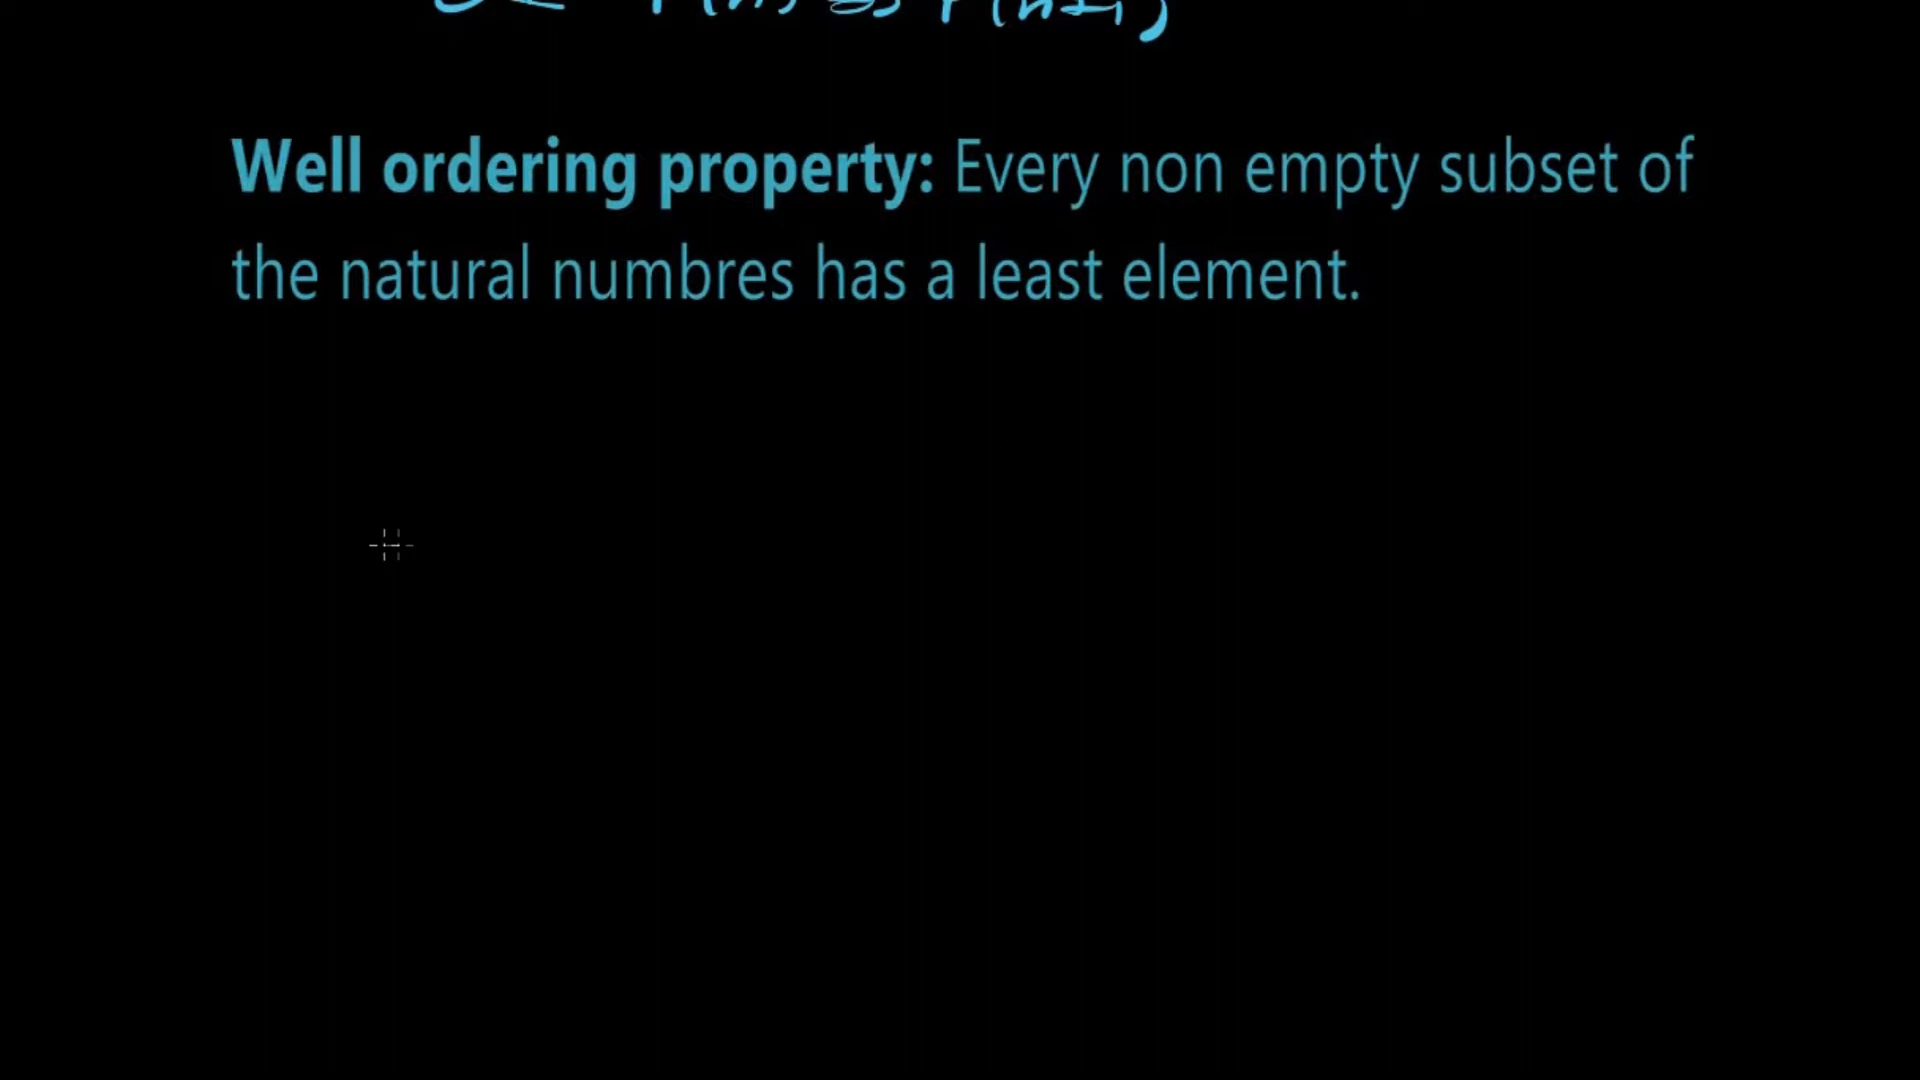 Well ordering property: Every non empty subset of
the natural numbres has a least element.